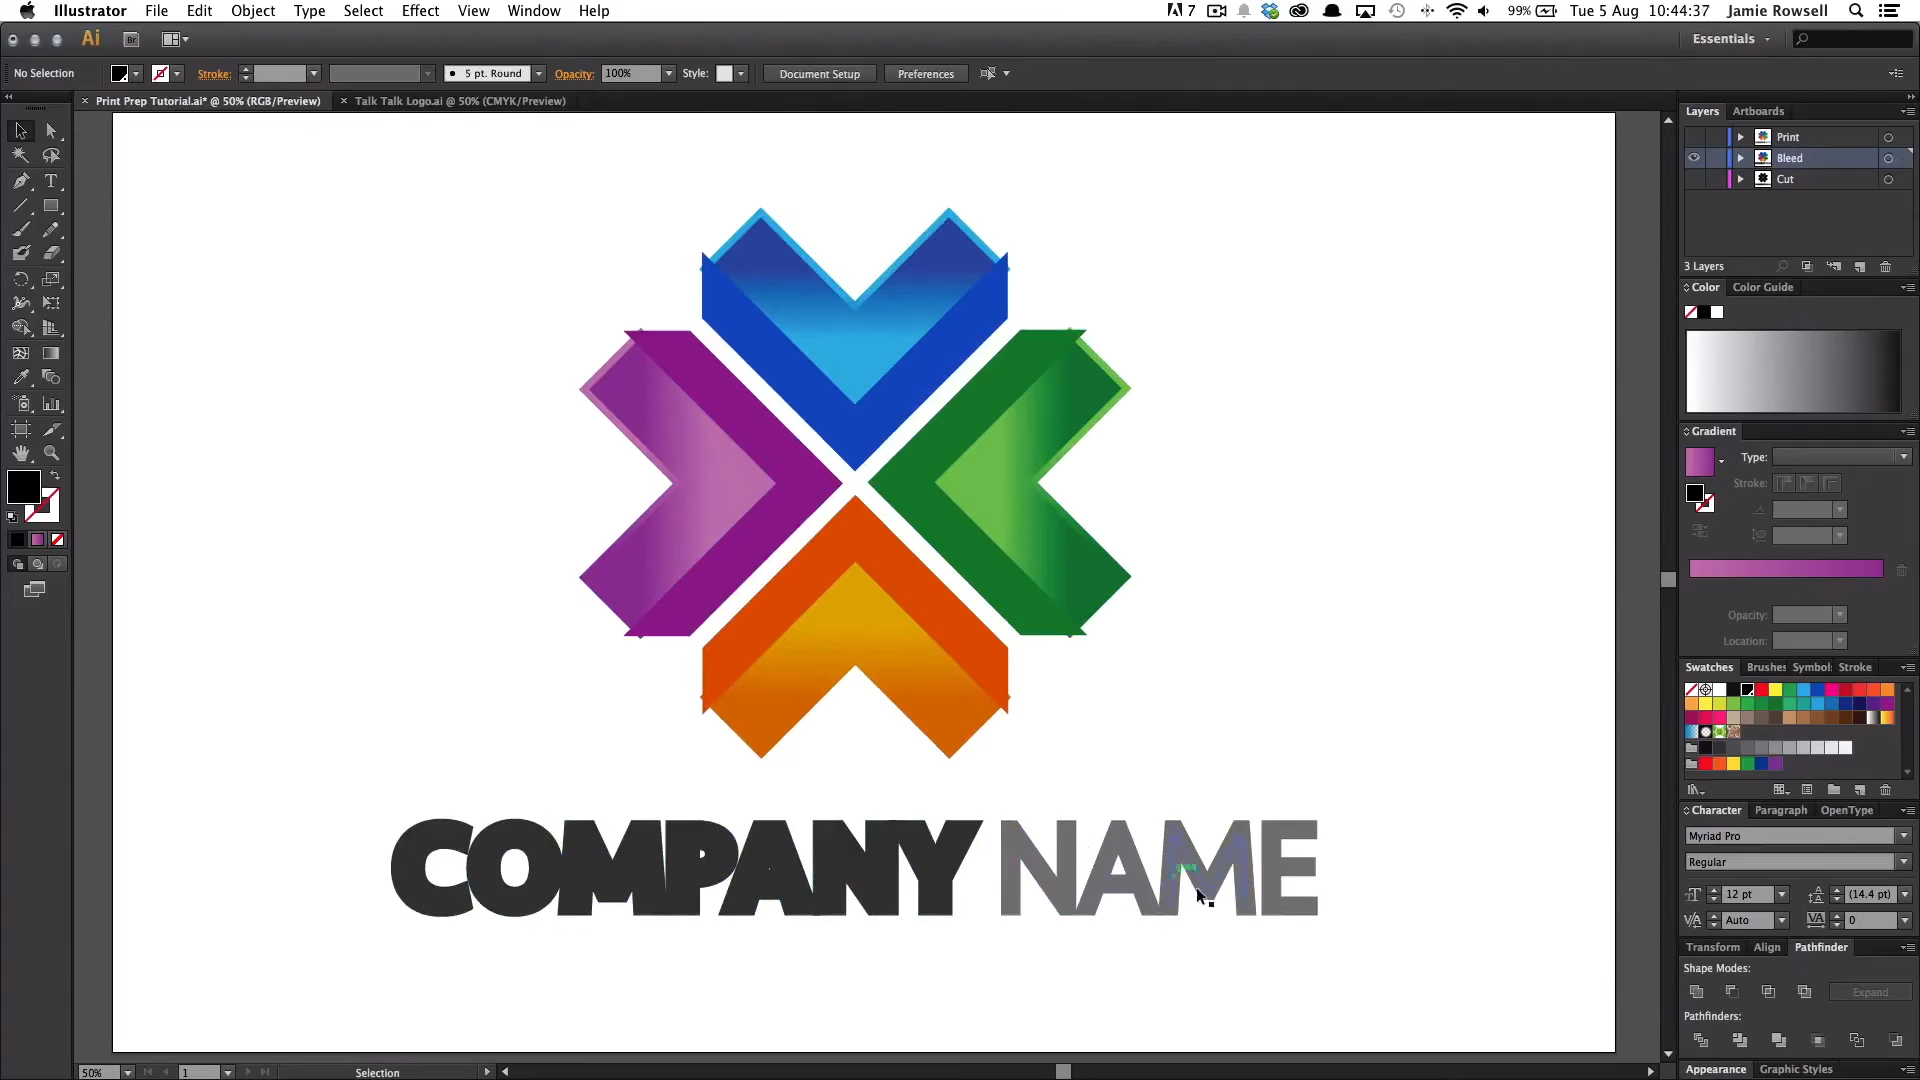 Illustrator File Edit Object Type Select Effect View Window Help
7 99% Tue 5 Aug 10:44:37 Jamie Rowsell
Ai Br Essentials
No Selection Stroke: 5 pt. Round Opacity: 100% Style: Document Setup Preferences
× Print Prep Tutorial.ai* @ 50% (RGB/Preview) × Talk Talk Logo.ai @ 50% (CMYK/Preview)
Layers Artboards
Print
Bleed
Cut
3 Layers
Color Color Guide
Gradient
Type:
Stroke:
Opacity:
Location:
Swatches Brushes Symbols Stroke
COMPANY NAME
Character Paragraph OpenType
Myriad Pro
Regular
12 pt (14.4 pt)
Auto 0
Transform Align Pathfinder
Shape Modes:
Expand
Pathfinders:
Appearance Graphic Styles
50% 1 Selection